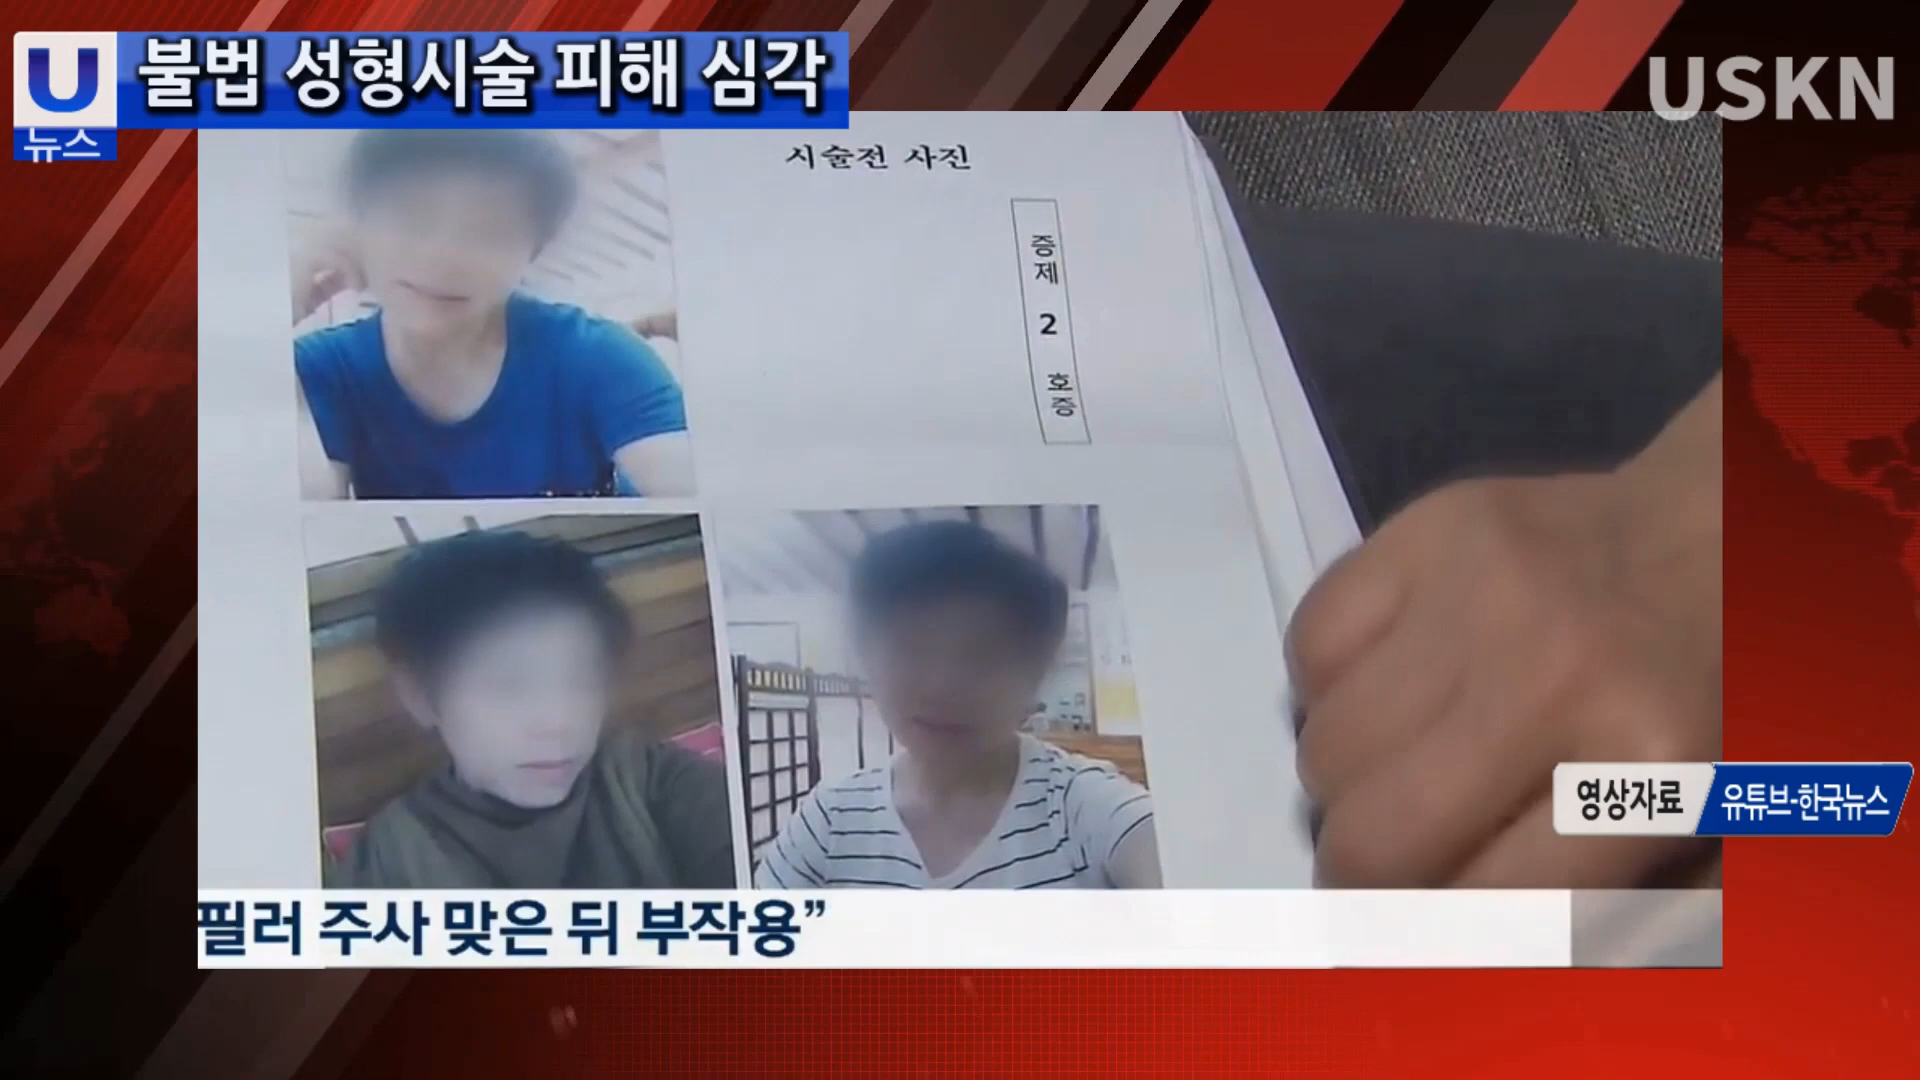 U
뉴스
불법 성형시술 피해 심각
USKN
시술전 사진
증제 2 호증
영상자료
유튜브-한국뉴스
필러 주사 맞은 뒤 부작용”